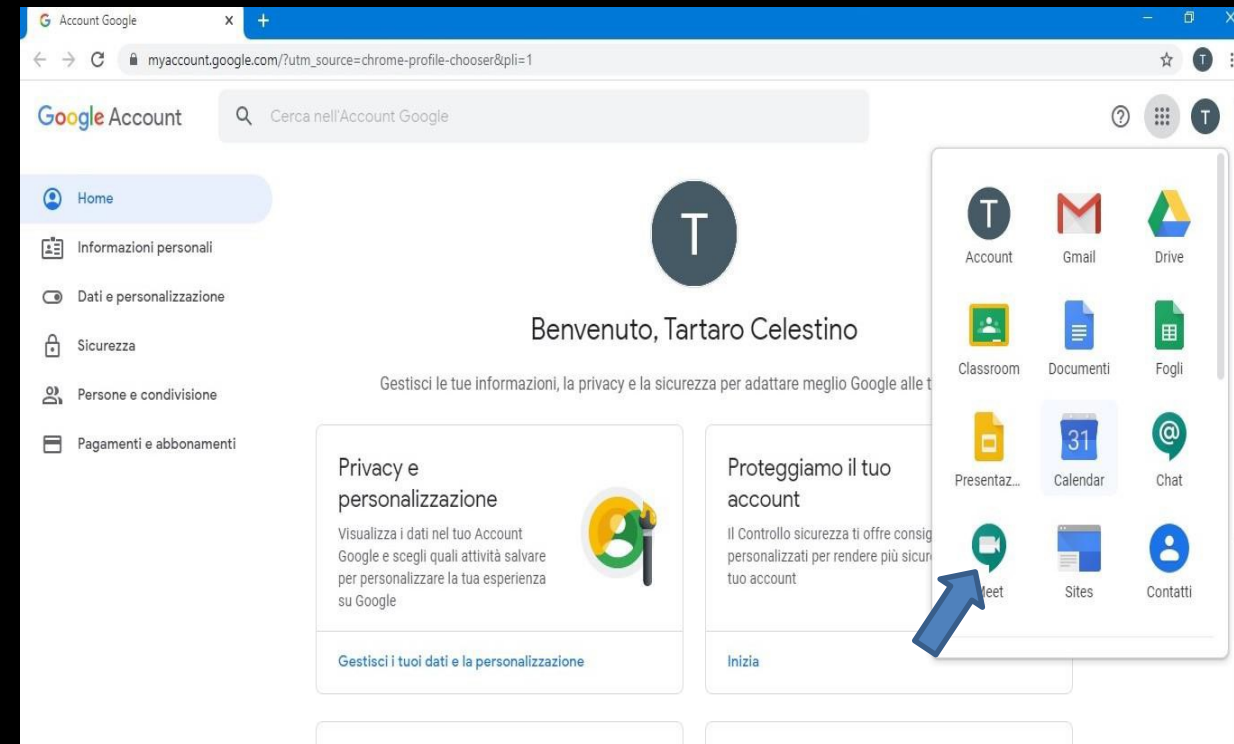 Account Google
myaccount.google.com/?utm_source=chrome-profile-chooser&pli=1
T
Google Account
Cerca nell'Account Google
T
Home
Informazioni personali
Dati e personalizzazione
Sicurezza
Persone e condivisione
Pagamenti e abbonamenti
T
Benvenuto, Tartaro Celestino
Gestisci le tue informazioni, la privacy e la sicurezza per adattare meglio Google alle t
Privacy e
personalizzazione
Visualizza i dati nel tuo Account
Google e scegli quali attività salvare
per personalizzare la tua esperienza
su Google
Gestisci i tuoi dati e la personalizzazione
Proteggiamo il tuo
account
Il Controllo sicurezza ti offre consig
personalizzati per rendere più sicur
tuo account
Inizia
T
Account
Gmail
Drive
Classroom
Documenti
Fogli
Presentaz...
31
Calendar
@
Chat
Meet
Sites
Contatti